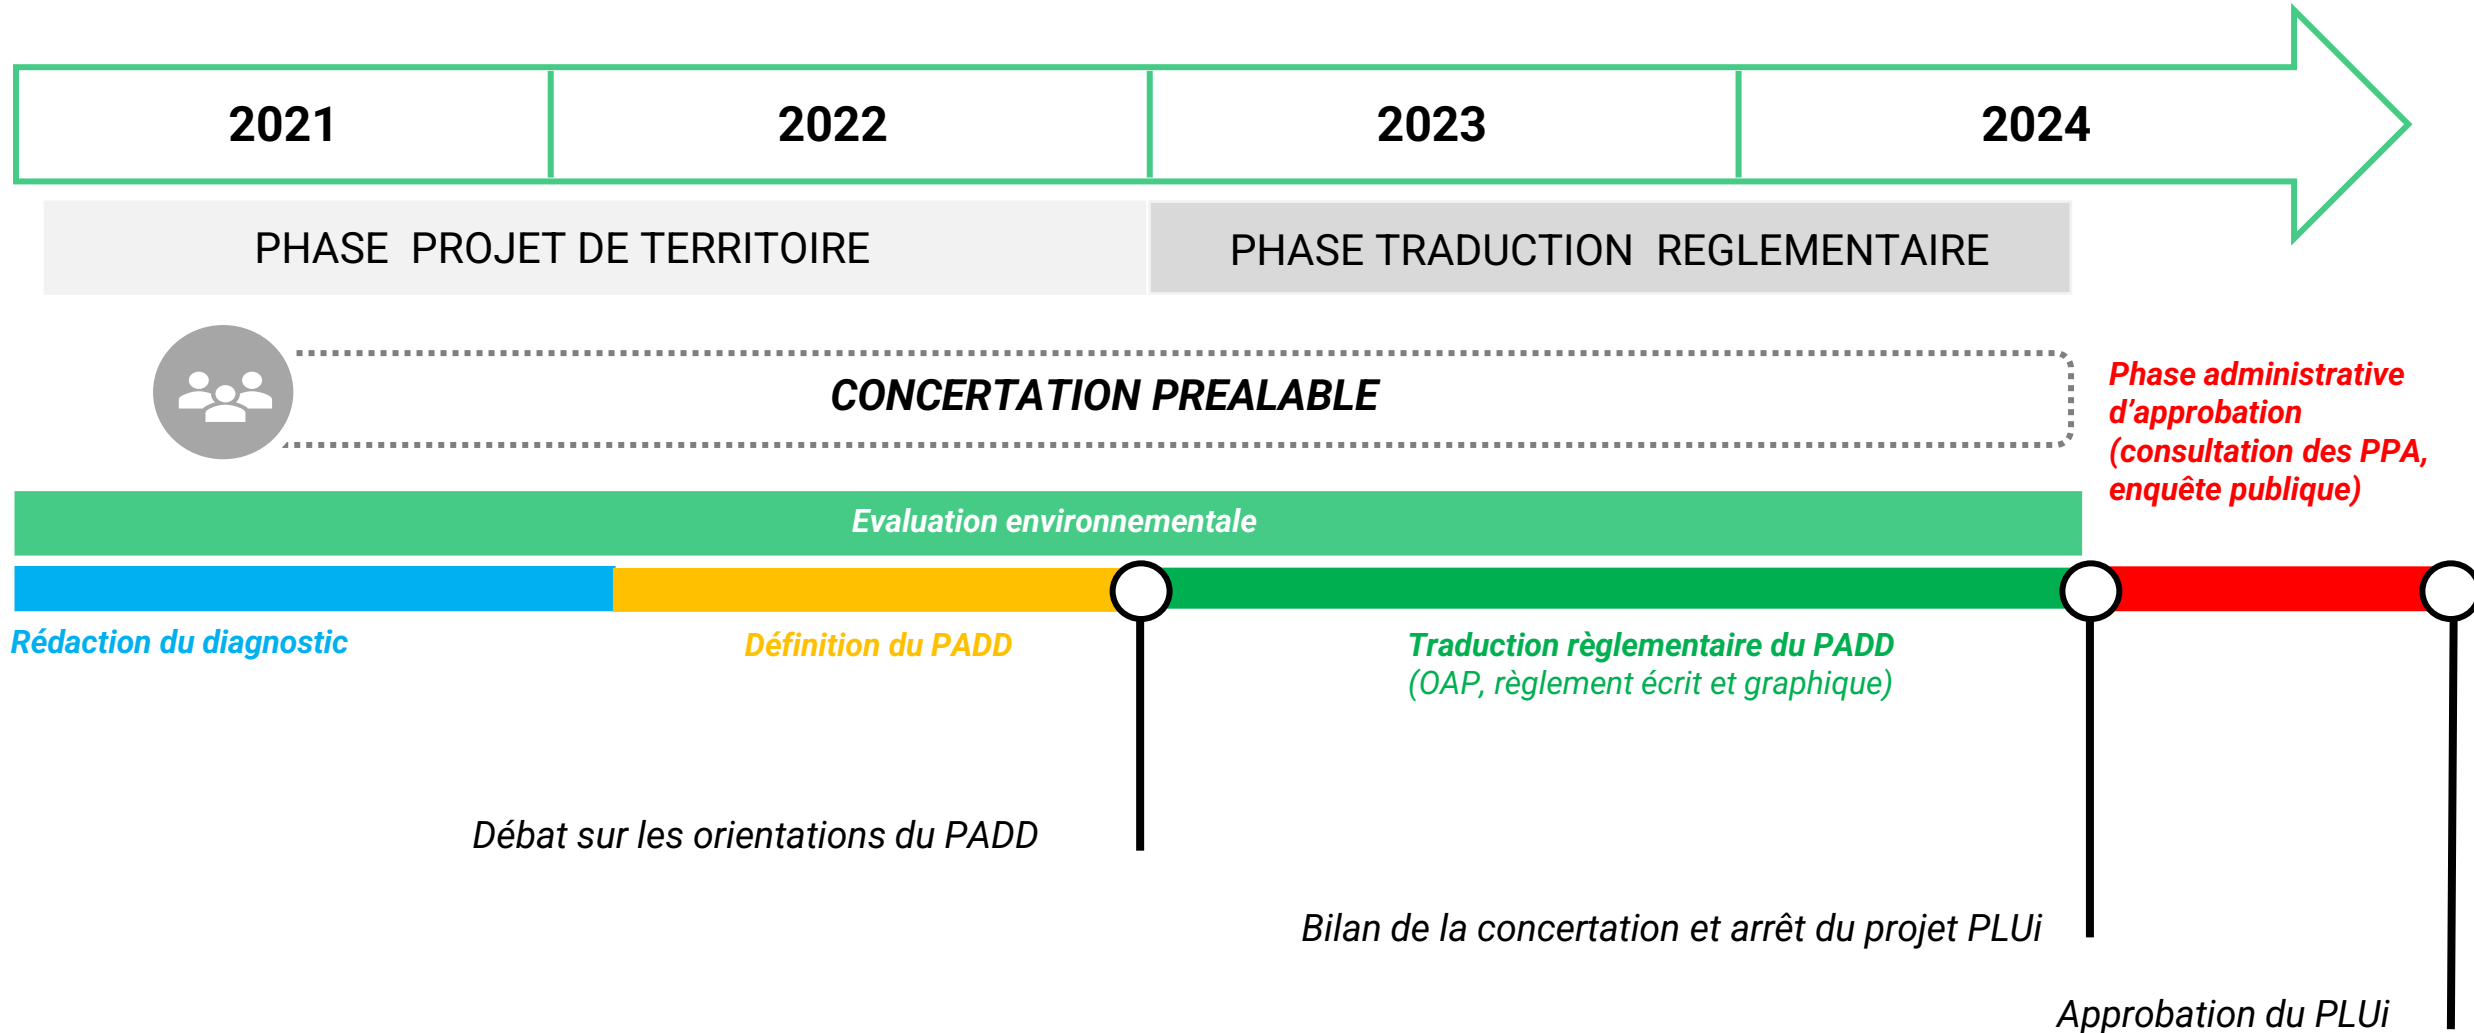 2021
2022
2023
2024
PHASE PROJET DE TERRITOIRE
PHASE TRADUCTION REGLEMENTAIRE
CONCERTATION PREALABLE
Phase administrative
d’approbation
(consultation des PPA,
enquête publique)
Evaluation environnementale
Rédaction du diagnostic
Définition du PADD
Traduction règlementaire du PADD
(OAP, règlement écrit et graphique)
Débat sur les orientations du PADD
Bilan de la concertation et arrêt du projet PLUi
Approbation du PLUi